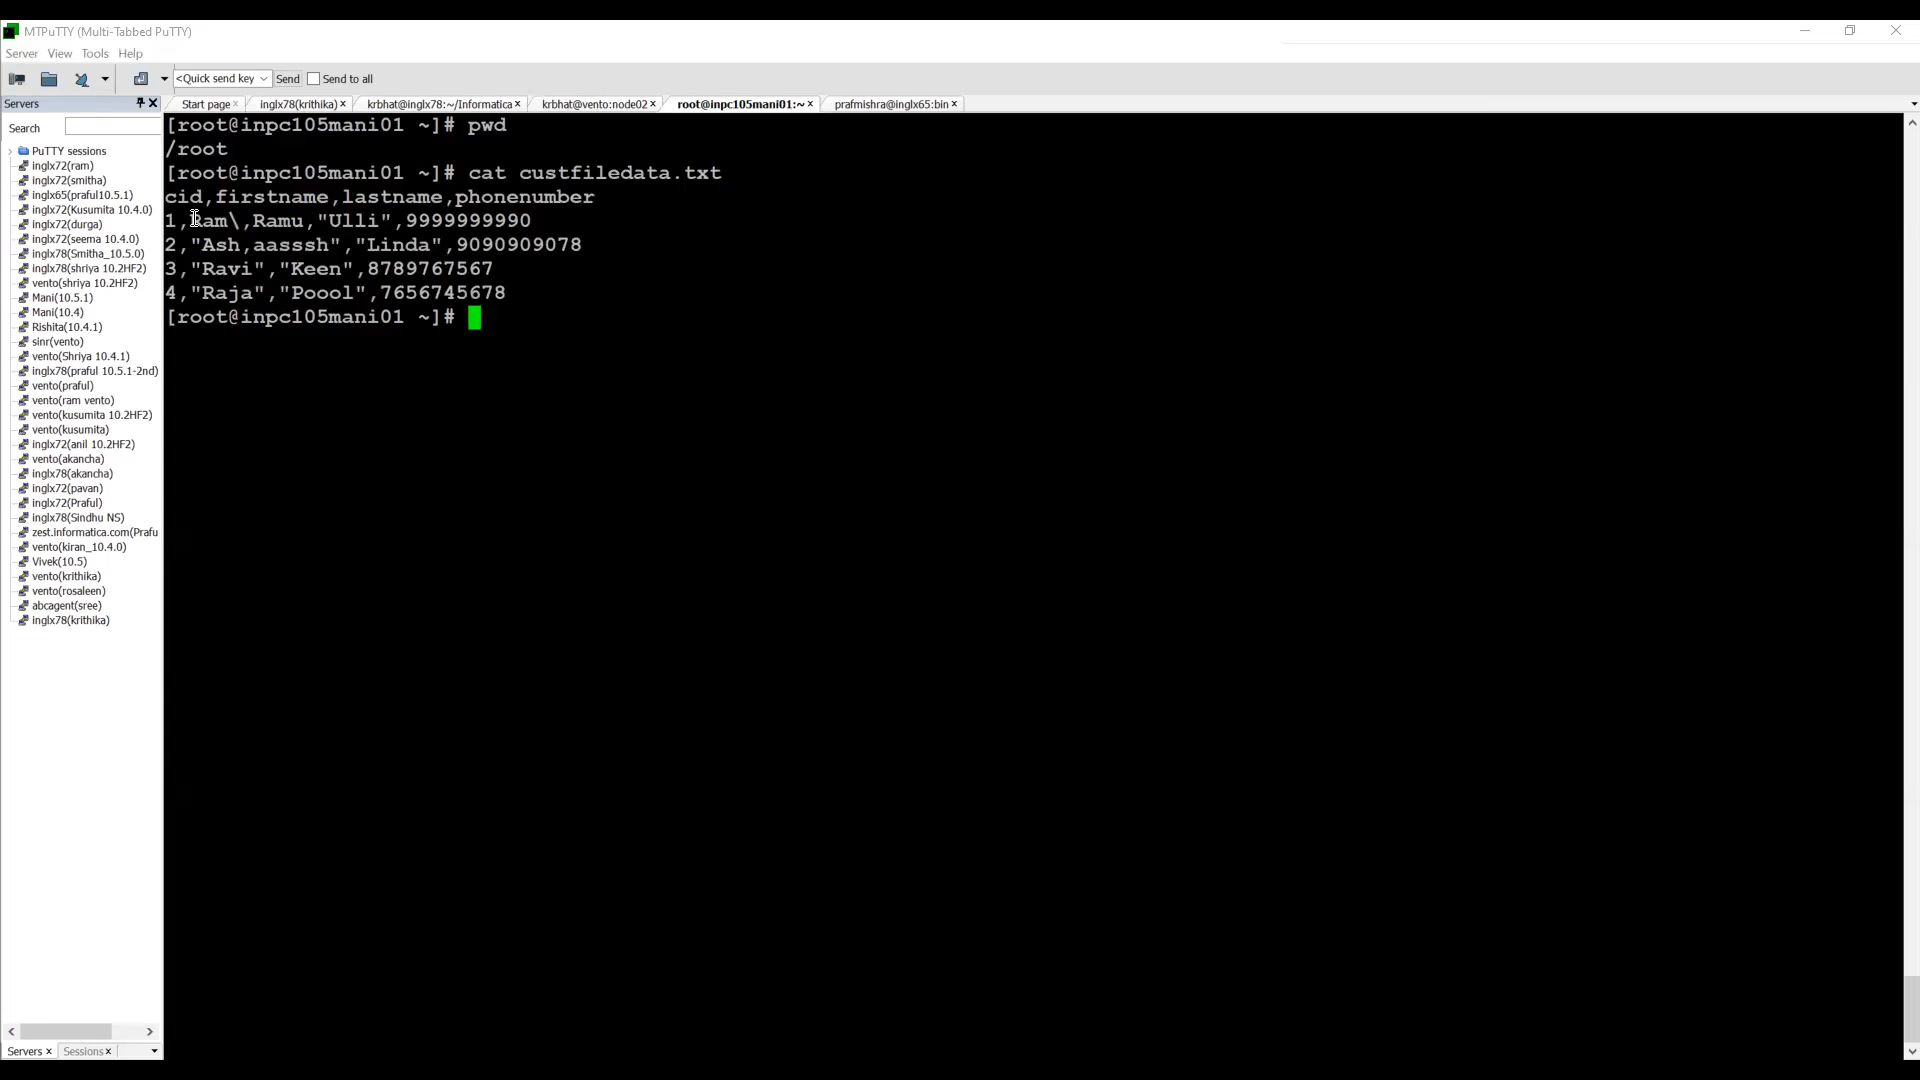 MTPuTTY (Multi-Tabbed PuTTY)
Server View Tools Help
<Quick send key Send Send to all
Servers
Start page inglx78(krithika) krbhat@inglx78:~/Informatica krbhat@vento:node02 root@inpc105mani01:~ prafmishra@inglx65:bin
Search
PuTTY sessions
inglx72(ram)
inglx72(smitha)
inglx65(praful10.5.1)
inglx72(Kusumita 10.4.0)
inglx72(durga)
inglx72(seema 10.4.0)
inglx78(Smitha_10.5.0)
inglx78(shriya 10.2HF2)
vento(shriya 10.2HF2)
Mani(10.5.1)
Mani(10.4)
Rishita(10.4.1)
sinr(vento)
vento(Shriya 10.4.1)
inglx78(praful 10.5.1-2nd)
vento(praful)
vento(ram vento)
vento(kusumita 10.2HF2)
vento(kusumita)
inglx72(anil 10.2HF2)
vento(akancha)
inglx78(akancha)
inglx72(pavan)
inglx72(Praful)
inglx78(Sindhu NS)
zest.informatica.com(Prafu
vento(kiran_10.4.0)
Vivek(10.5)
vento(krithika)
vento(rosaleen)
abcagent(sree)
inglx78(krithika)
Servers Sessions
[root@inpc105mani01 ~]# pwd
/root
[root@inpc105mani01 ~]# cat custfiledata.txt
cid,firstname,lastname,phonenumber
1,Ram\,Ramu,"Ulli",9999999990
2,"Ash,aasssh","Linda",9090909078
3,"Ravi","Keen",8789767567
4,"Raja","Poool",7656745678
[root@inpc105mani01 ~]#